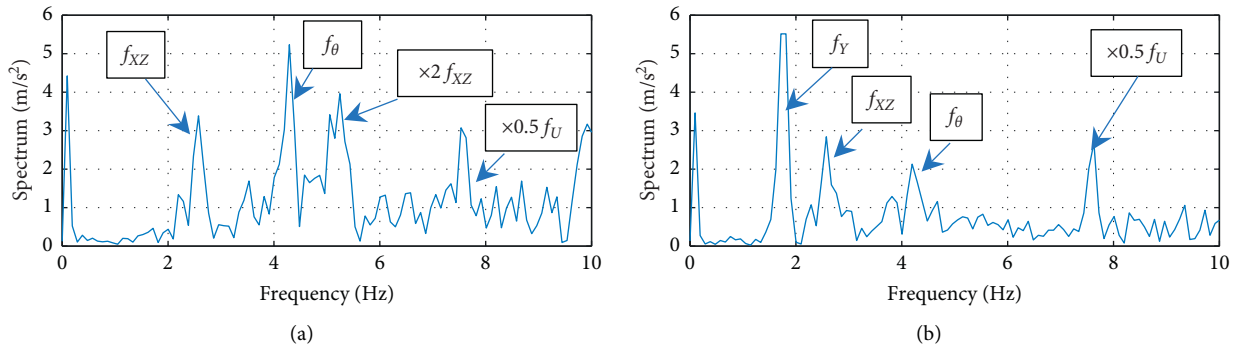 6
5
4
3
2
1
0
Spectrum (m/s²)
0 2 4 6 8 10
Frequency (Hz)
f_XZ
f_θ
×2 f_XZ
×0.5 f_U
(a)
6
5
4
3
2
1
0
Spectrum (m/s²)
0 2 4 6 8 10
Frequency (Hz)
f_Y
f_XZ
f_θ
×0.5 f_U
(b)